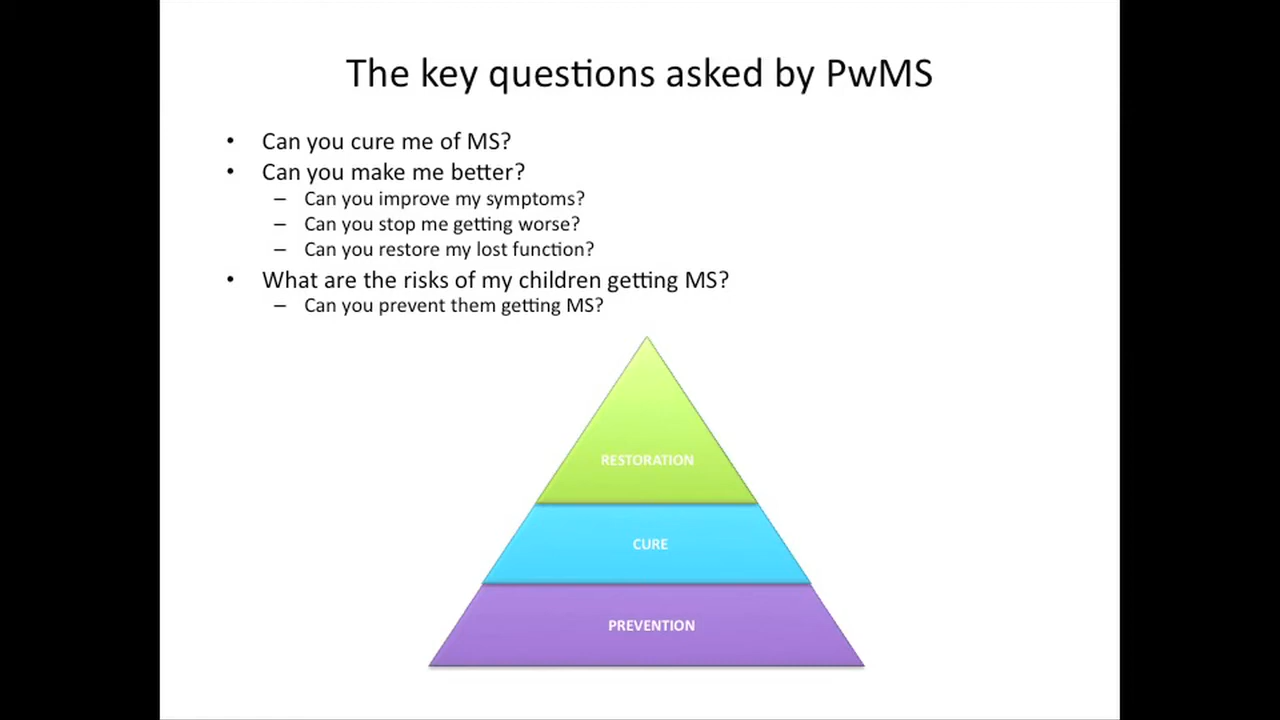 The key questions asked by PwMS
• Can you cure me of MS?
• Can you make me better?
– Can you improve my symptoms?
– Can you stop me getting worse?
– Can you restore my lost function?
• What are the risks of my children getting MS?
– Can you prevent them getting MS?
RESTORATION
CURE
PREVENTION